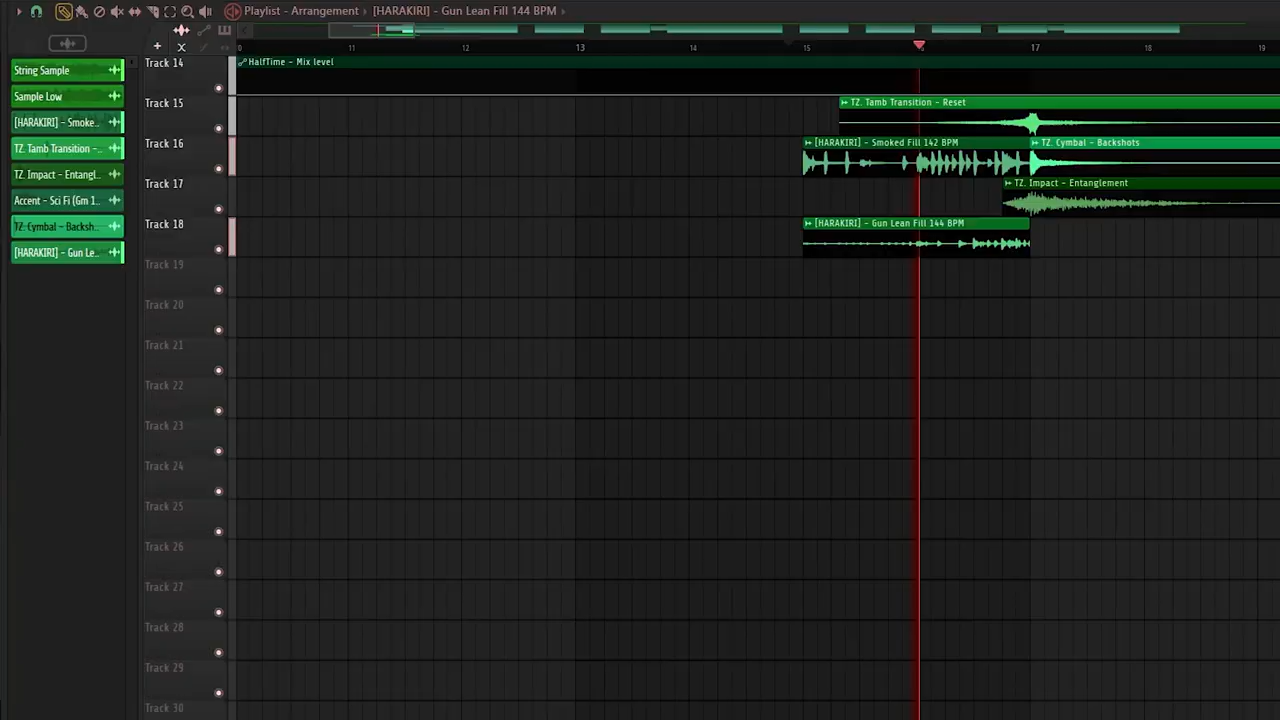 Playlist - Arrangement › [HARAKIRI] - Gun Lean Fill 144 BPM ›
11 12 13 14 15 17 18 19
String Sample
Sample Low
[HARAKIRI] - Smoke..
TZ. Tamb Transition -..
TZ. Impact - Entangl..
Accent - Sci Fi (Gm 1..
TZ. Cymbal - Backsh..
[HARAKIRI] - Gun Le..
Track 14
HalfTime - Mix level
Track 15
TZ. Tamb Transition - Reset
Track 16
[HARAKIRI] - Smoked Fill 142 BPM
TZ. Cymbal - Backshots
Track 17
TZ. Impact - Entanglement
Track 18
[HARAKIRI] - Gun Lean Fill 144 BPM
Track 19
Track 20
Track 21
Track 22
Track 23
Track 24
Track 25
Track 26
Track 27
Track 28
Track 29
Track 30